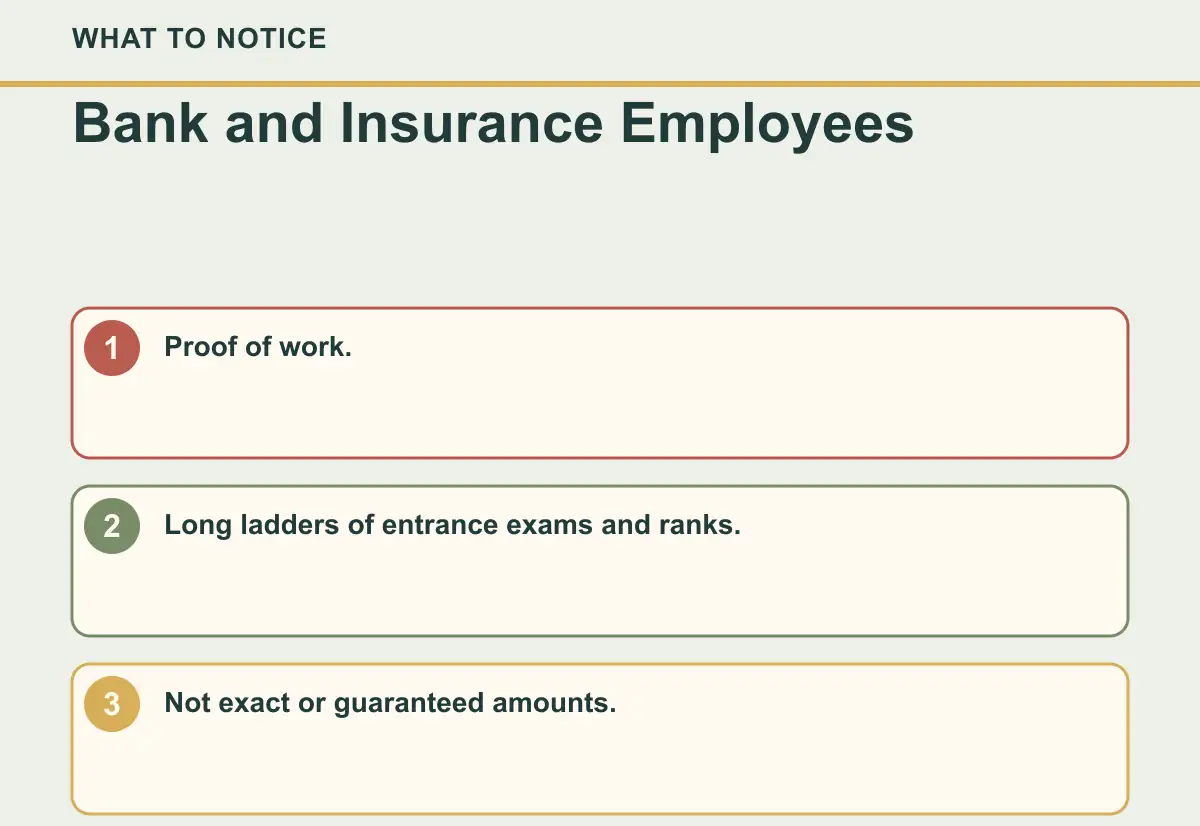 WHAT TO NOTICE
Bank and Insurance Employees
1 Proof of work.
2 Long ladders of entrance exams and ranks.
3 Not exact or guaranteed amounts.